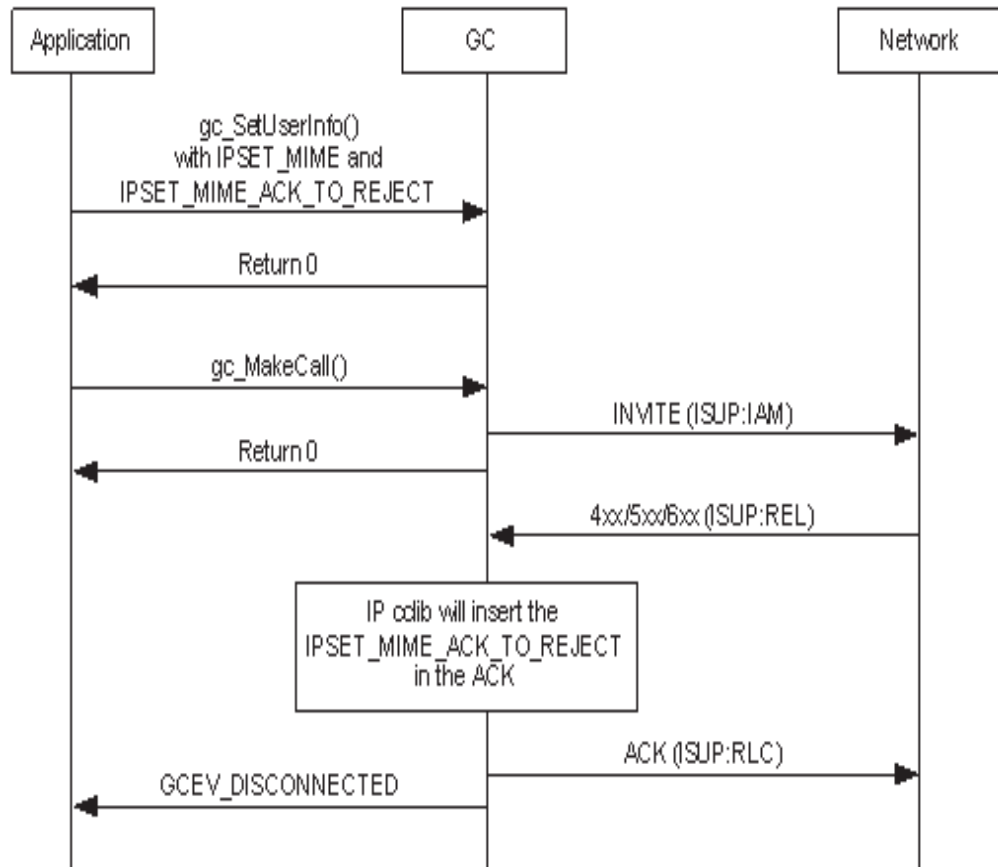 Application
GC
Network
gc_SetUserInfo()
with IPSET_MIME and
IPSET_MIME_ACK_TO_REJECT
Return 0
gc_MakeCall()
INVITE (ISUP:IAM)
Return 0
4xx/5xx/6xx (ISUP:REL)
IP cclib will insert the
IPSET_MIME_ACK_TO_REJECT
in the ACK
ACK (ISUP:RLC)
GCEV_DISCONNECTED